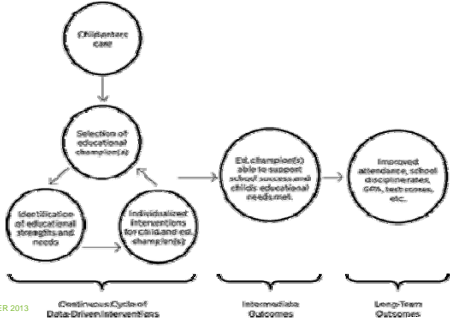 Child enters
care
Selection of
educational
champion(s)
Identification
of educational
strengths and
needs
Individualized
interventions
for child and ed.
champion(s)
Ed. champion(s)
able to support
school success and
child's educational
needs met.
Improved
attendance, school
discipline rates,
GPA, test scores,
etc.
Continuous Cycle of
Data-Driven Interventions
Intermediate
Outcomes
Long-Term
Outcomes
ER 2013